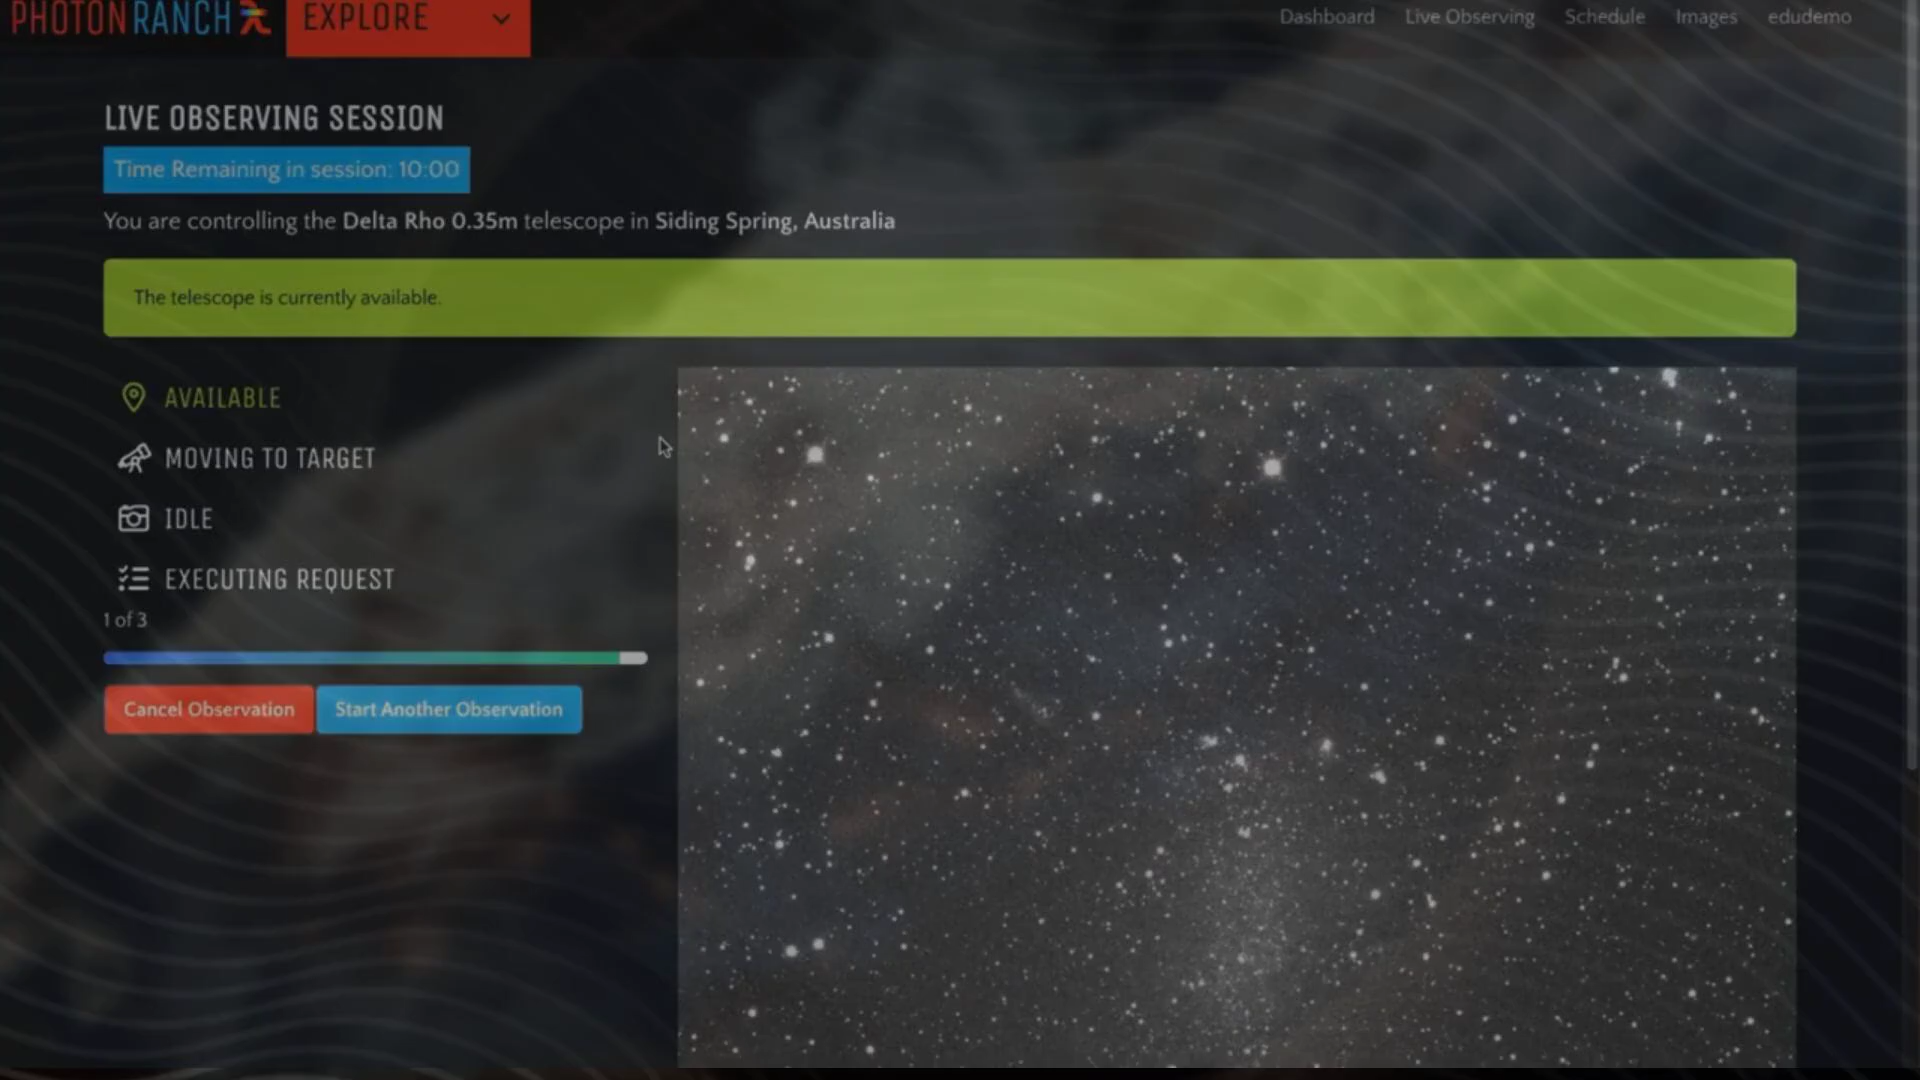 PHOTONRANCH
EXPLORE
Dashboard
Live Observing
Schedule
Images
edudemo
LIVE OBSERVING SESSION
Time Remaining in session: 10:00
You are controlling the Delta Rho 0.35m telescope in Siding Spring, Australia
The telescope is currently available.
AVAILABLE
MOVING TO TARGET
IDLE
EXECUTING REQUEST
1 of 3
Cancel Observation
Start Another Observation